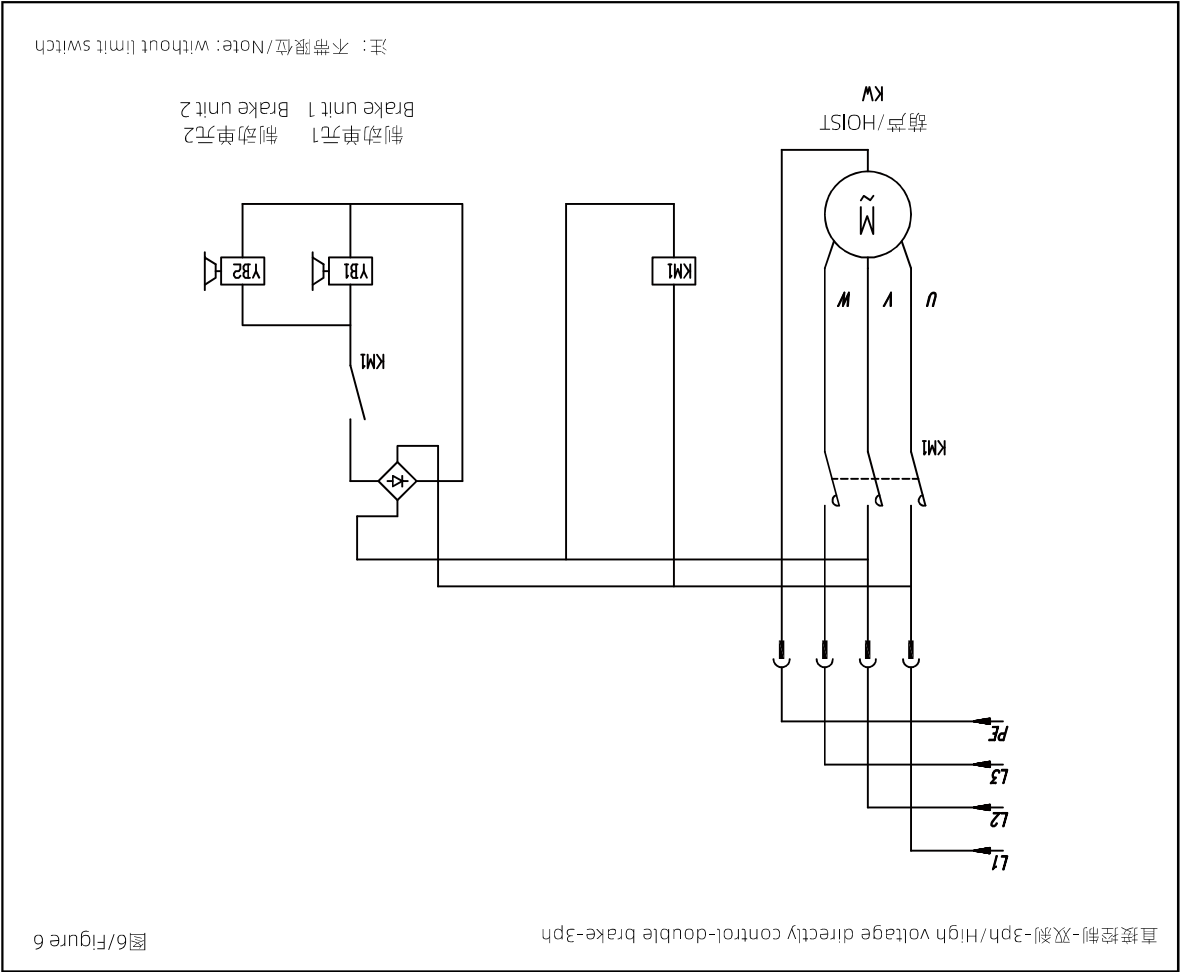 直接控制-双刹-3ph/High voltage directly control-double brake-3ph
图6/Figure 6
L1
L2
L3
PE
KM1
KM1
U V W
KM1
YB1
YB2
M
~
葫芦/HOIST
KW
制动单元1 制动单元2
Brake unit 1 Brake unit 2
注：不带限位/Note: without limit switch